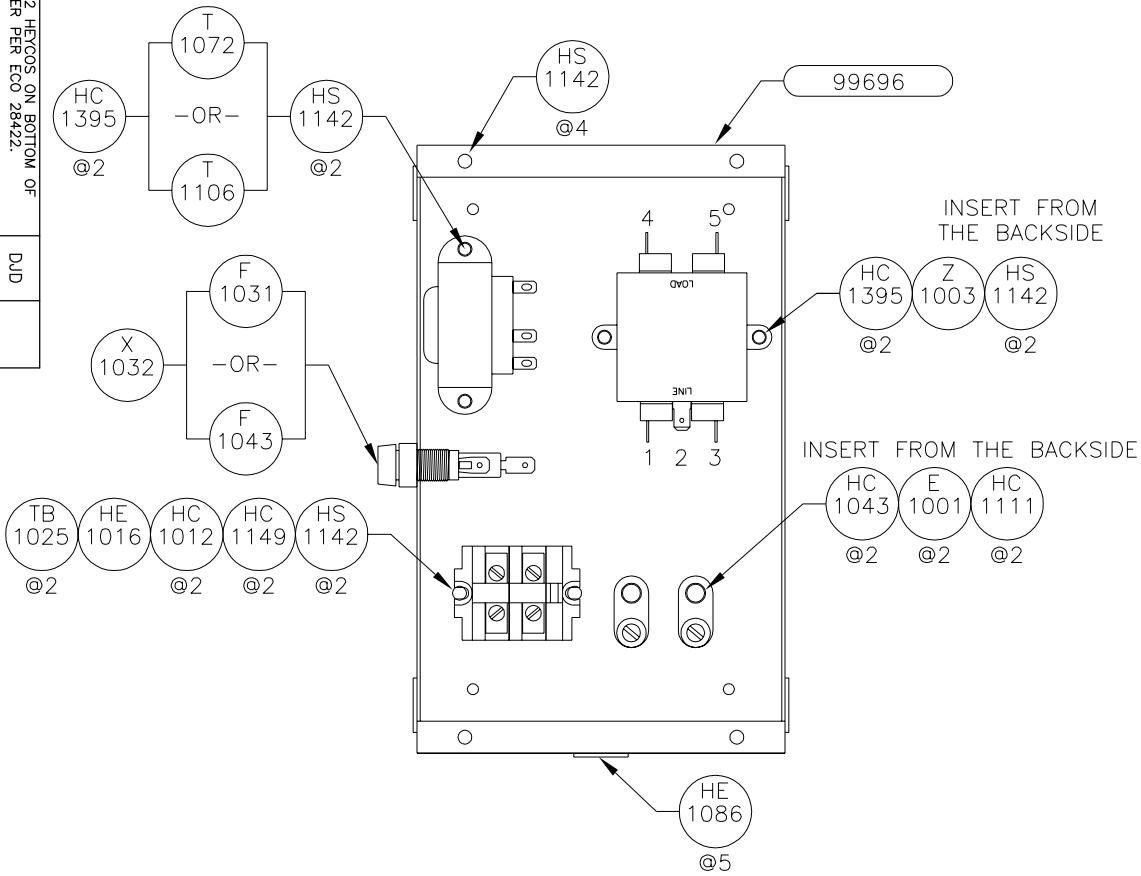 2 HEYCOS ON BOTTOM OF
ER PER ECO 28422.
DJD
T
1072
-OR-
T
1106
HC
1395
@2
HS
1142
@2
HS
1142
@4
99696
INSERT FROM
THE BACKSIDE
HC
1395
@2
Z
1003
HS
1142
@2
4
5
LOAD
LINE
1 2 3
F
1031
-OR-
F
1043
X
1032
INSERT FROM THE BACKSIDE
HC
1043
@2
E
1001
@2
HC
1111
@2
TB
1025
@2
HE
1016
HC
1012
@2
HC
1149
@2
HS
1142
@2
HE
1086
@5